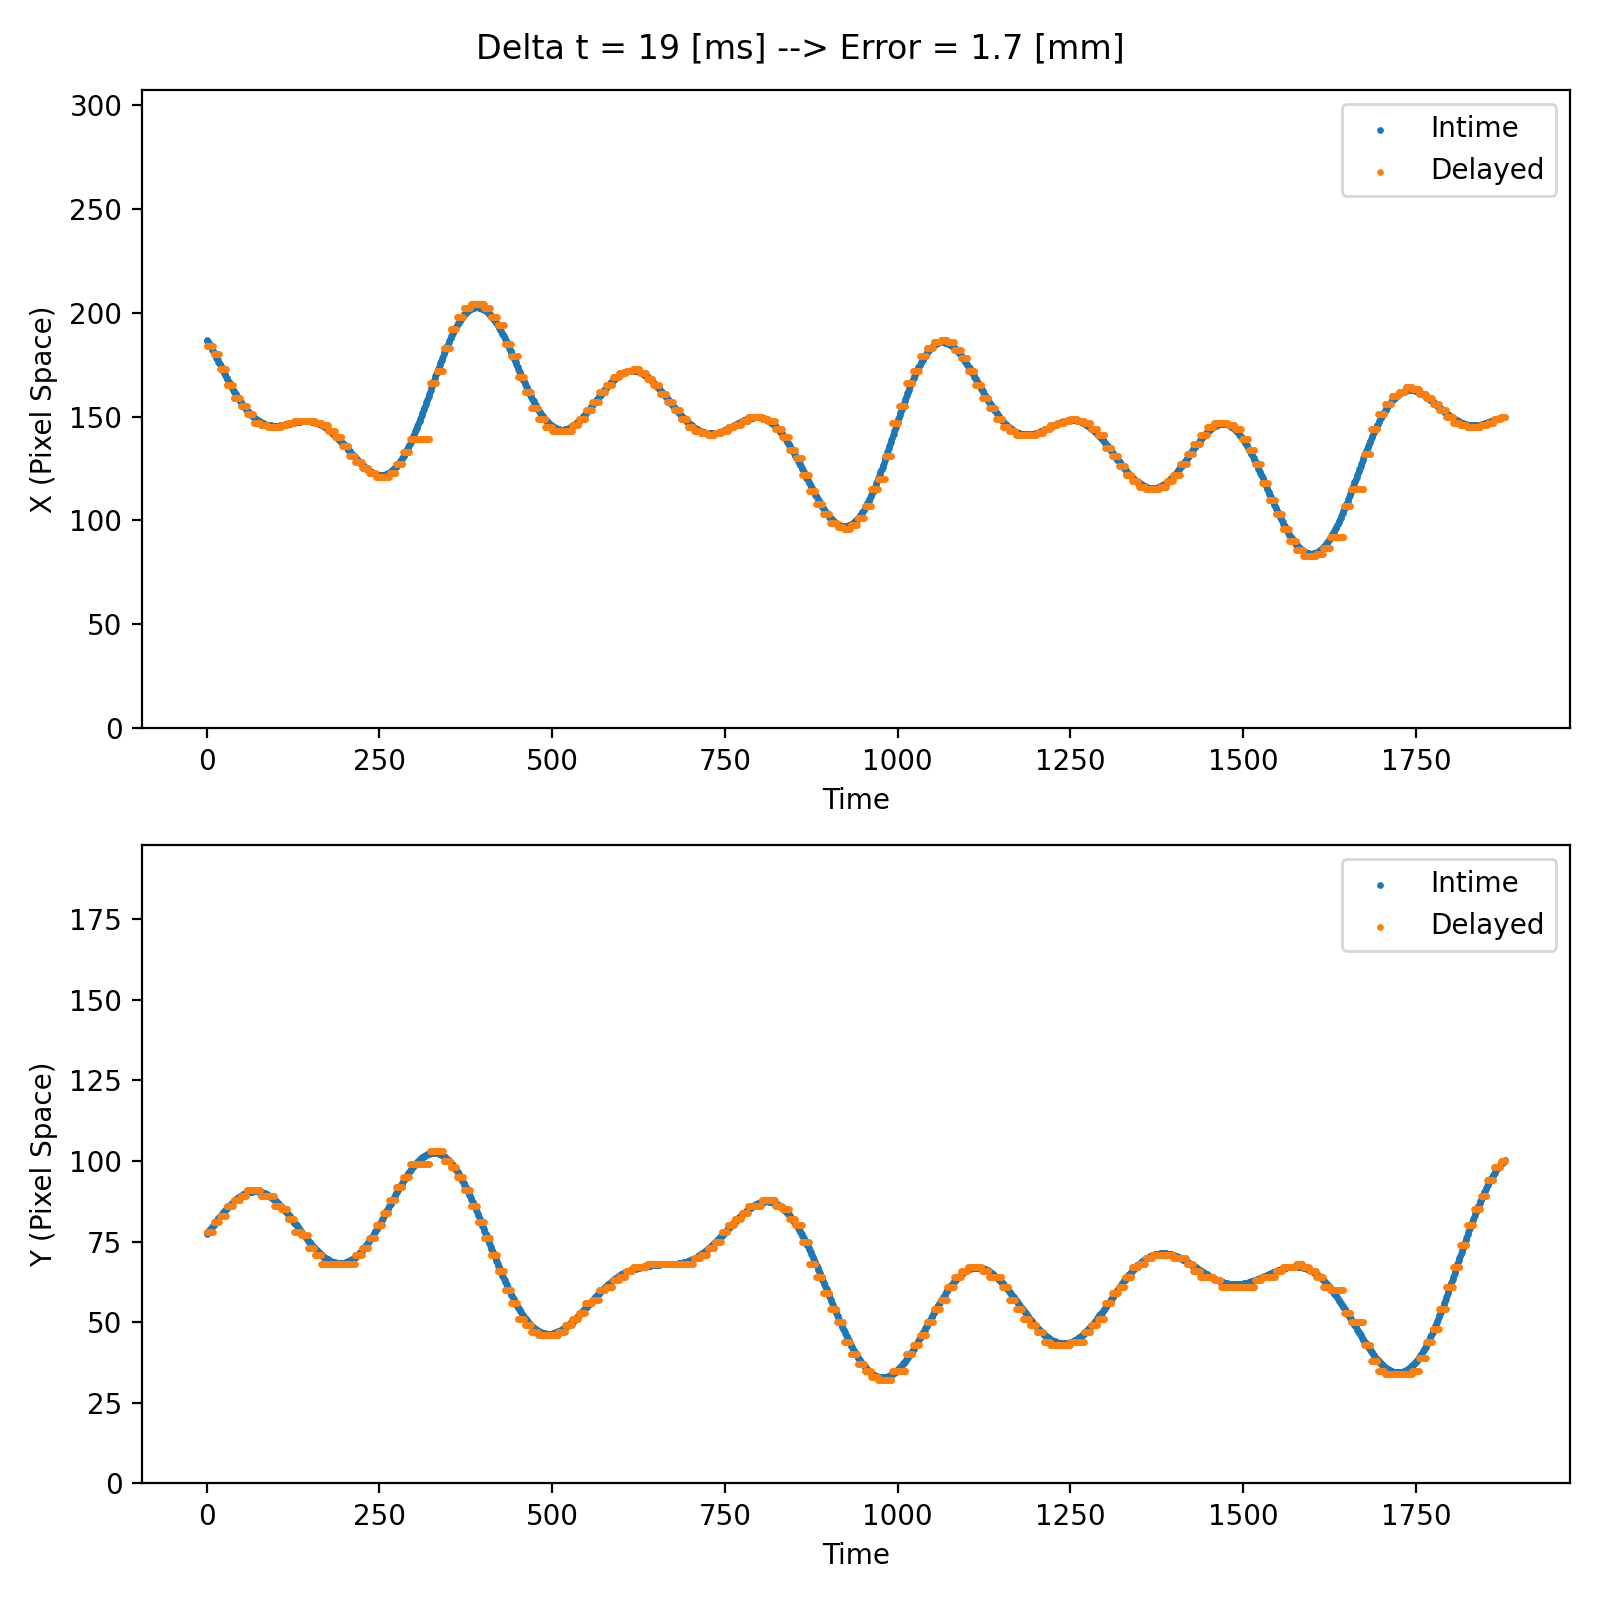 Delta t = 19 [ms] --> Error = 1.7 [mm]
300
250
200
150
100
50
0
X (Pixel Space)
Intime
Delayed
0 250 500 750 1000 1250 1500 1750
Time
175
150
125
100
75
50
25
0
Y (Pixel Space)
Intime
Delayed
0 250 500 750 1000 1250 1500 1750
Time